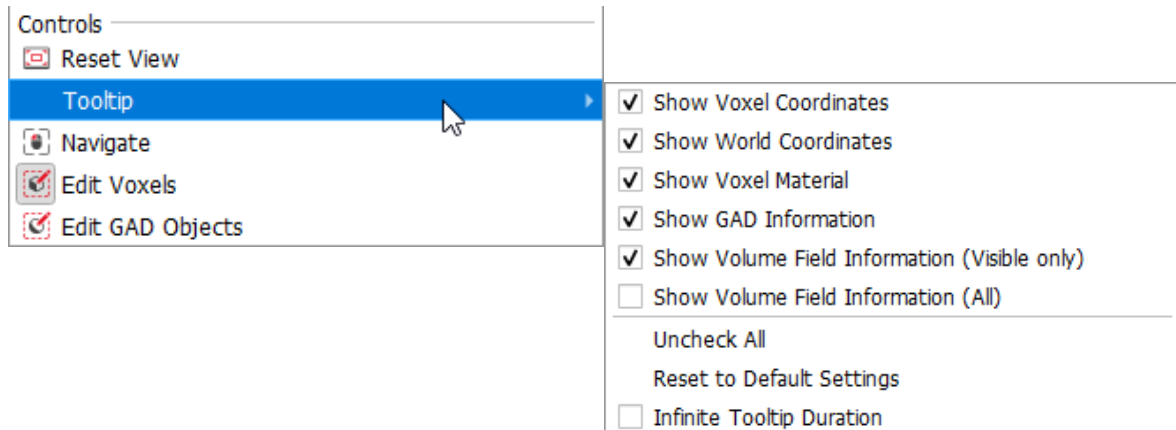 Controls
Reset View
Tooltip
Navigate
Edit Voxels
Edit GAD Objects
Show Voxel Coordinates
Show World Coordinates
Show Voxel Material
Show GAD Information
Show Volume Field Information (Visible only)
Show Volume Field Information (All)
Uncheck All
Reset to Default Settings
Infinite Tooltip Duration